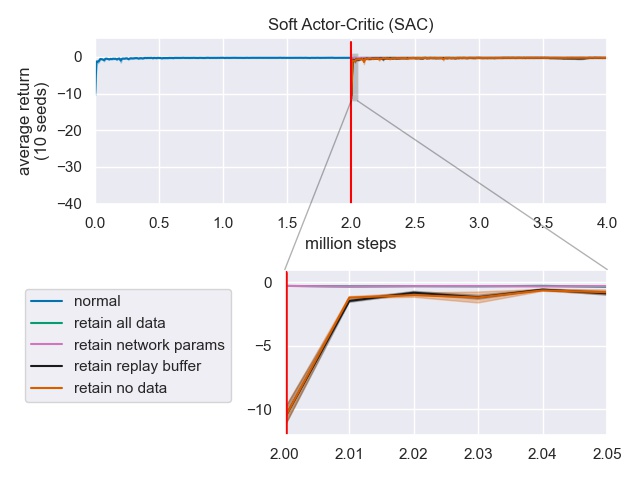 Soft Actor-Critic (SAC)
average return
(10 seeds)
0
−10
−20
−30
−40
0.0 0.5 1.0 1.5 2.0 2.5 3.0 3.5 4.0
million steps
normal
retain all data
retain network params
retain replay buffer
retain no data
0
−5
−10
2.00 2.01 2.02 2.03 2.04 2.05